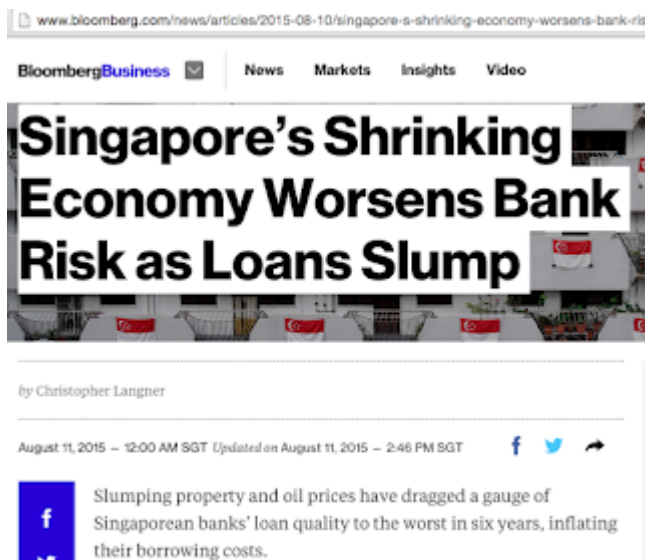 www.bloomberg.com/news/articles/2015-08-10/singapore-s-shrinking-economy-worsens-bank-ris
BloombergBusiness News Markets Insights Video
Singapore's Shrinking
Economy Worsens Bank
Risk as Loans Slump
by Christopher Langner
August 11, 2015 — 12:00 AM SGT Updated on August 11, 2015 — 2:46 PM SGT
Slumping property and oil prices have dragged a gauge of
Singaporean banks' loan quality to the worst in six years, inflating
their borrowing costs.